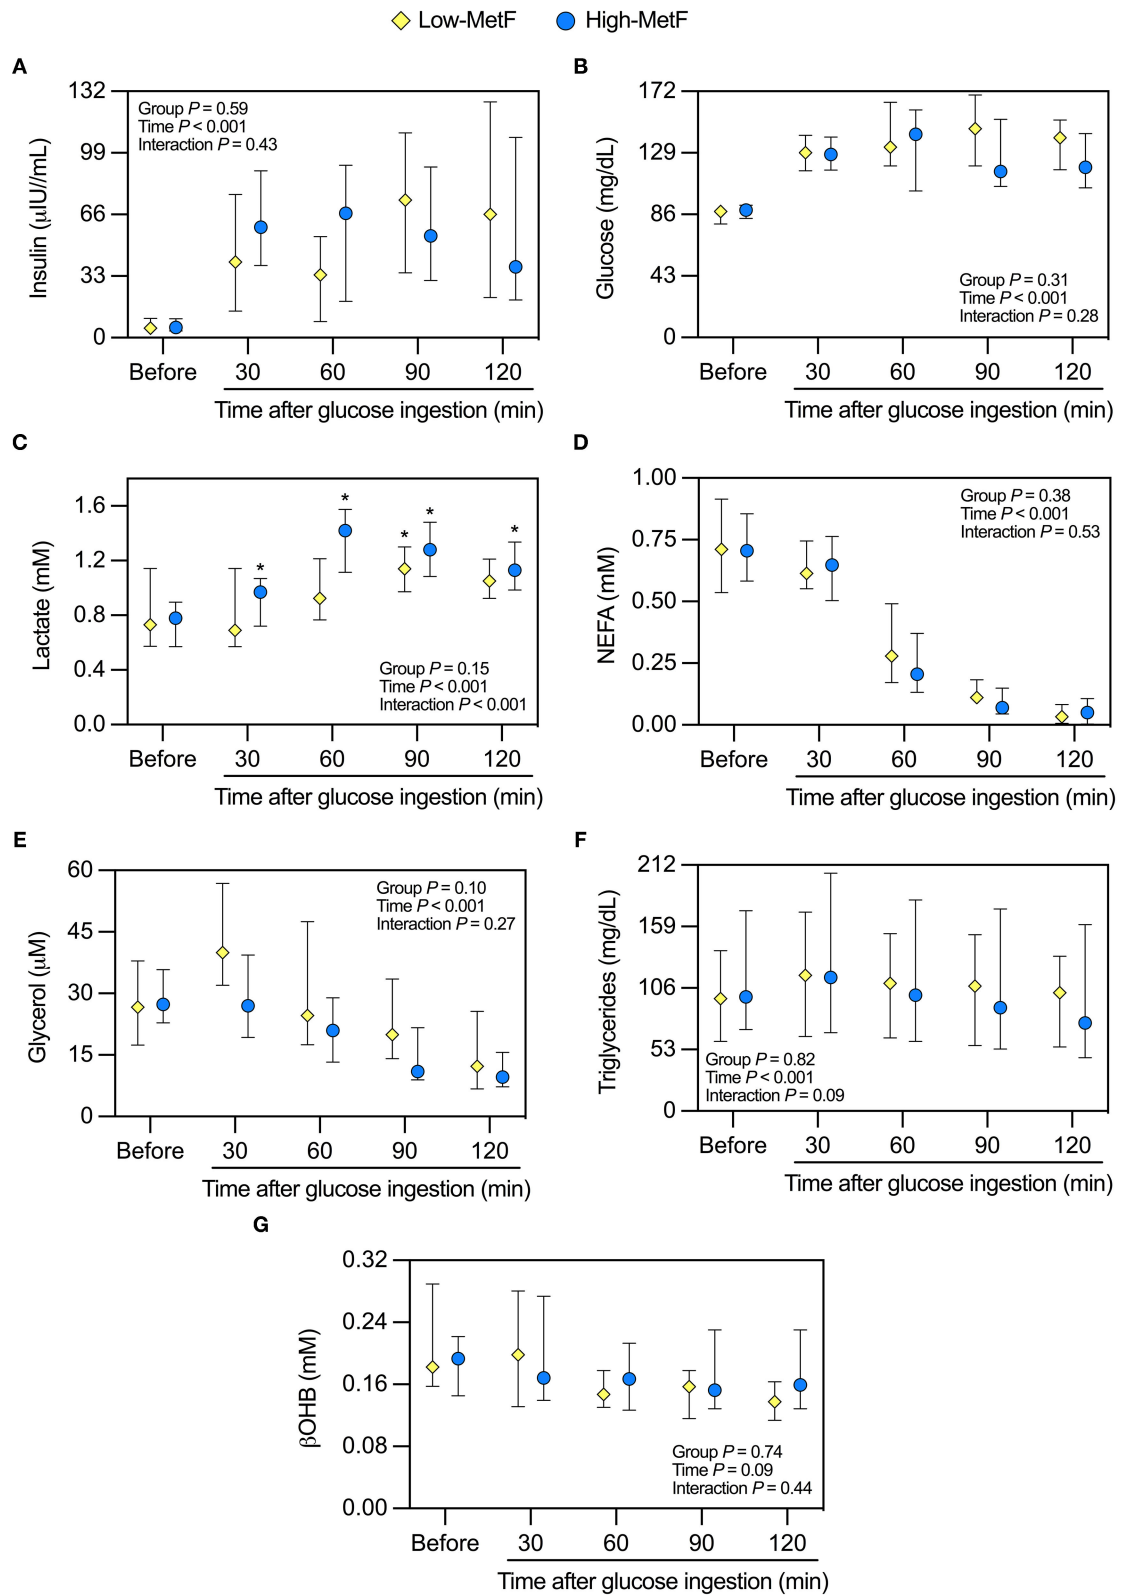 Low-MetF High-MetF
A
132
99
66
33
0
Insulin (μIU//mL)
Group P = 0.59
Time P < 0.001
Interaction P = 0.43
Before 30 60 90 120
Time after glucose ingestion (min)
B
172
129
86
43
0
Glucose (mg/dL)
Group P = 0.31
Time P < 0.001
Interaction P = 0.28
Before 30 60 90 120
Time after glucose ingestion (min)
C
1.6
1.2
0.8
0.4
0.0
Lactate (mM)
* * * * *
Group P = 0.15
Time P < 0.001
Interaction P < 0.001
Before 30 60 90 120
Time after glucose ingestion (min)
D
1.00
0.75
0.50
0.25
0.00
NEFA (mM)
Group P = 0.38
Time P < 0.001
Interaction P = 0.53
Before 30 60 90 120
Time after glucose ingestion (min)
E
60
45
30
15
0
Glycerol (μM)
Group P = 0.10
Time P < 0.001
Interaction P = 0.27
Before 30 60 90 120
Time after glucose ingestion (min)
F
212
159
106
53
0
Triglycerides (mg/dL)
Group P = 0.82
Time P < 0.001
Interaction P = 0.09
Before 30 60 90 120
Time after glucose ingestion (min)
G
0.32
0.24
0.16
0.08
0.00
βOHB (mM)
Group P = 0.74
Time P = 0.09
Interaction P = 0.44
Before 30 60 90 120
Time after glucose ingestion (min)